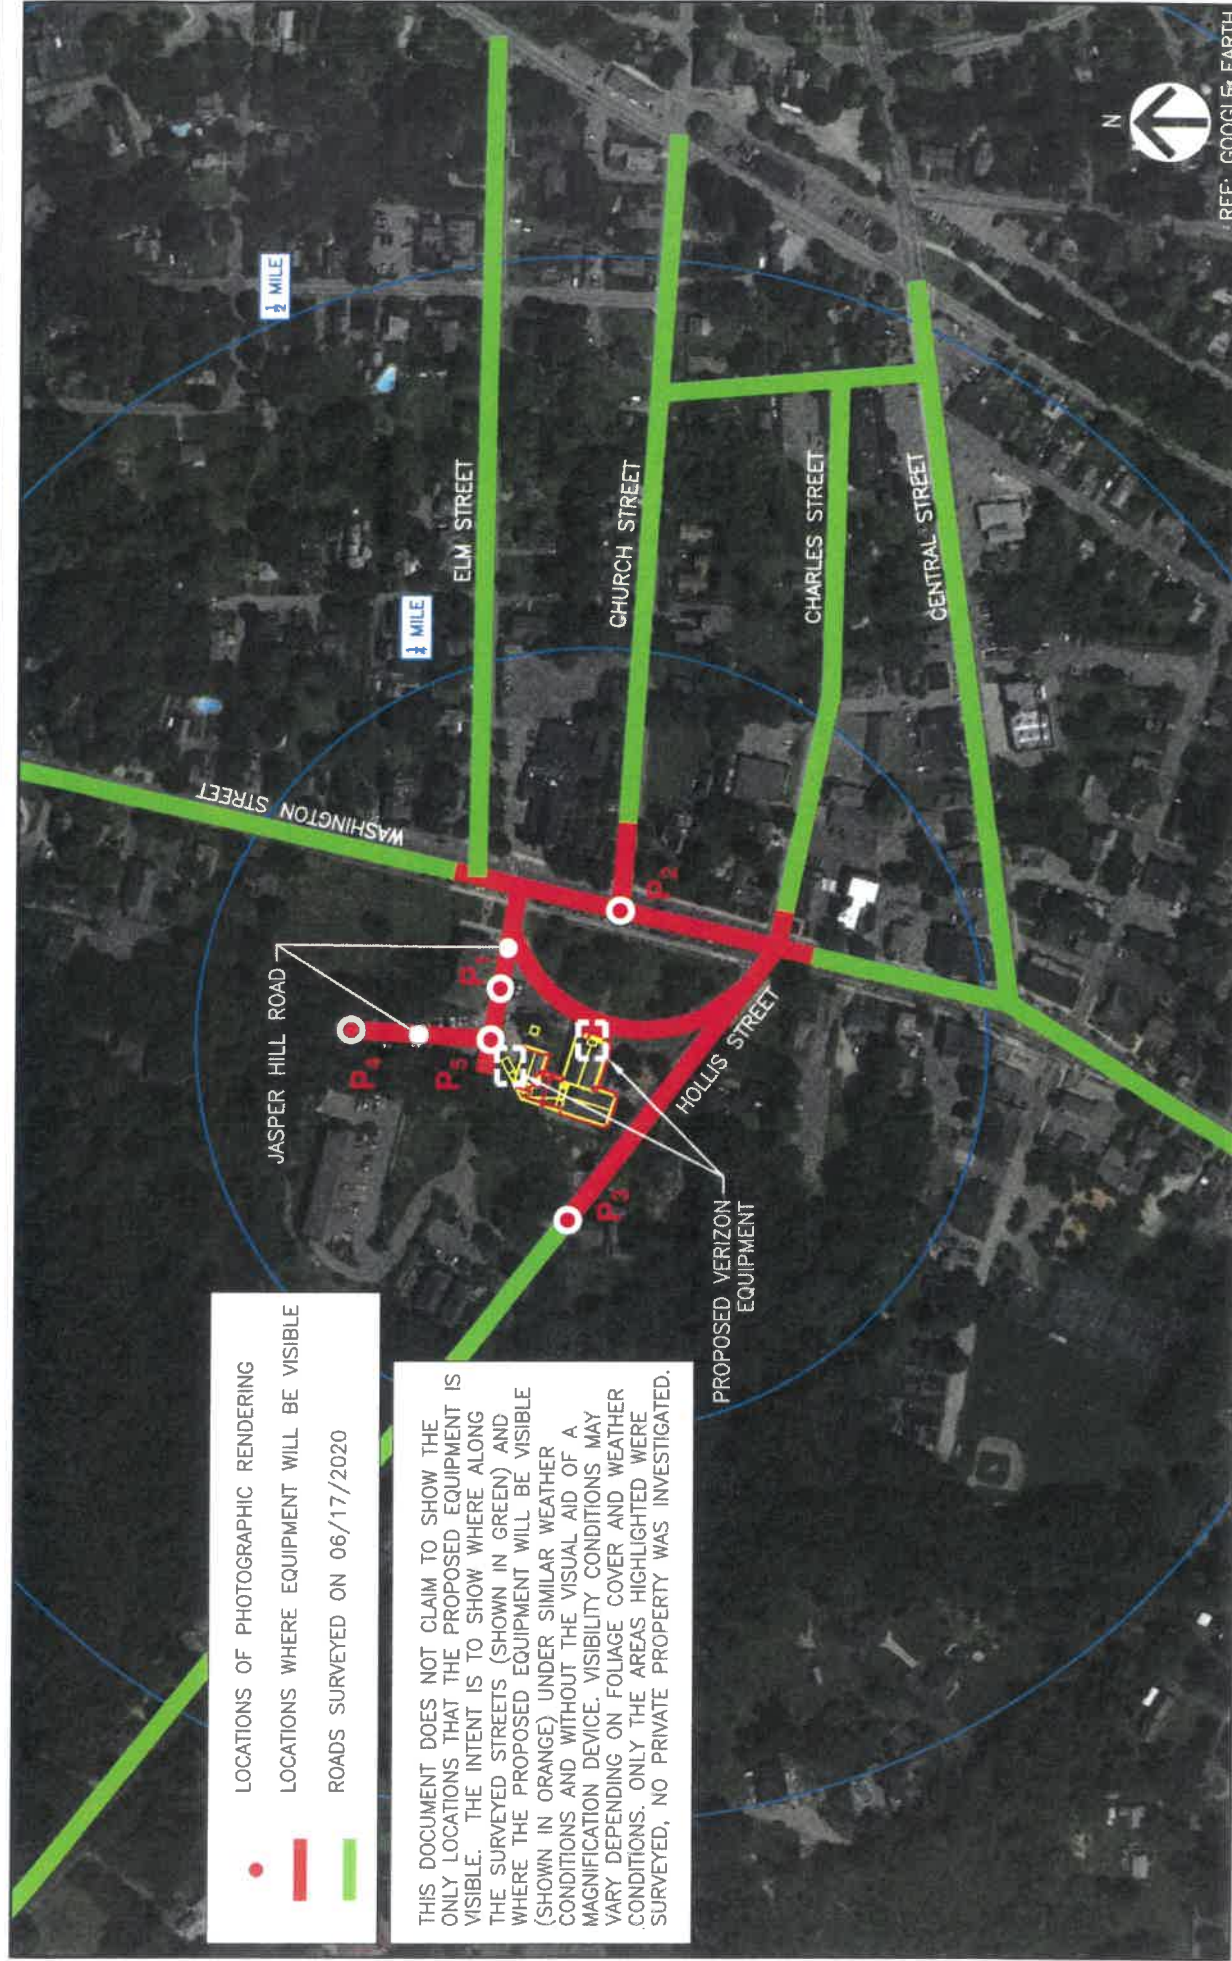 LOCATIONS OF PHOTOGRAPHIC RENDERING
LOCATIONS WHERE EQUIPMENT WILL BE VISIBLE
ROADS SURVEYED ON 06/17/2020
THIS DOCUMENT DOES NOT CLAIM TO SHOW THE
ONLY LOCATIONS THAT THE PROPOSED EQUIPMENT IS
VISIBLE. THE INTENT IS TO SHOW WHERE ALONG
THE SURVEYED STREETS (SHOWN IN GREEN) AND
WHERE THE PROPOSED EQUIPMENT WILL BE VISIBLE
(SHOWN IN ORANGE) UNDER SIMILAR WEATHER
CONDITIONS AND WITHOUT THE VISUAL AID OF A
MAGNIFICATION DEVICE. VISIBILITY CONDITIONS MAY
VARY DEPENDING ON FOLIAGE COVER AND WEATHER
CONDITIONS. ONLY THE AREAS HIGHLIGHTED WERE
SURVEYED, NO PRIVATE PROPERTY WAS INVESTIGATED.
JASPER HILL ROAD
WASHINGTON STREET
½ MILE
¼ MILE
ELM STREET
P4
P5
P1
P2
P3
CHURCH STREET
HOLLIS STREET
PROPOSED VERIZON
EQUIPMENT
CHARLES STREET
CENTRAL STREET
N
REF: GOOGLE EARTH